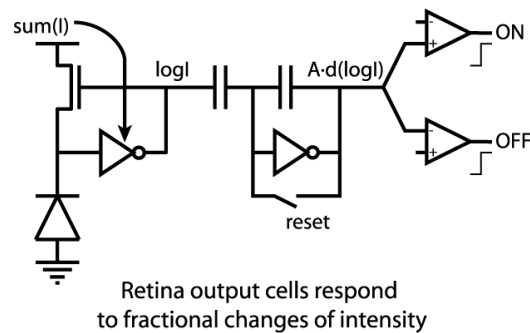 sum(I)
logI
A·d(logI)
-
+
ON
-
+
OFF
reset
Retina output cells respond
to fractional changes of intensity